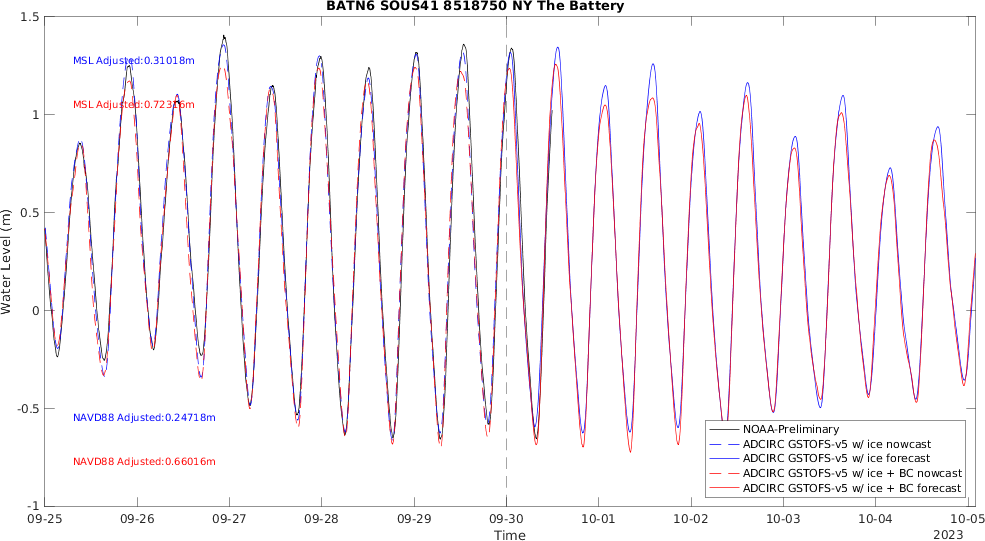 BATN6 SOUS41 8518750 NY The Battery
1.5
1
0.5
0
-0.5
-1
Water Level (m)
MSL Adjusted:0.31018m
MSL Adjusted:0.72316m
NAVD88 Adjusted:0.24718m
NAVD88 Adjusted:0.66016m
NOAA-Preliminary
ADCIRC GSTOFS-v5 w/ ice nowcast
ADCIRC GSTOFS-v5 w/ ice forecast
ADCIRC GSTOFS-v5 w/ ice + BC nowcast
ADCIRC GSTOFS-v5 w/ ice + BC forecast
09-25 09-26 09-27 09-28 09-29 09-30 10-01 10-02 10-03 10-04 10-05
Time
2023